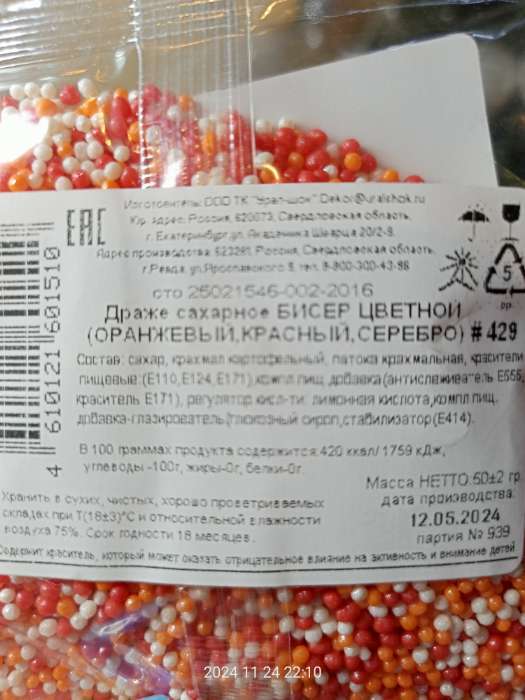 Изготовитель: ООО ТК "Урал-шок" Dekor@uralshok.ru
Юр. адрес: Россия, 620073, Свердловская область,
г. Екатеринбург, ул. Академика Шварца 20/2-9.
Адрес производства: 623281, Россия, Свердловская область,
г. Ревда, ул. Ярославского 9, тел. 8-800-300-43-86
сто 25021546-002-2016
Драже сахарное БИСЕР ЦВЕТНОЙ
(ОРАНЖЕВЫЙ,КРАСНЫЙ,СЕРЕБРО) # 429
Состав: сахар, крахмал картофельный, патока крахмальная, красители
пищевые:(Е110,Е124,Е171),компл.пищ. добавка(антислеживатель Е555,
краситель Е171), регулятор кисл-ти: лимонная кислота,компл.пищ.
добавка-глазирователь(глюкозный сироп,стабилизатор(Е414).
В 100 граммах продукта содержится:420 ккал/ 1759 кДж,
углеводы -100г, жиры-0г, белки-0г.
Масса НЕТТО:50±2 гр.
дата производства:
12.05.2024
партия № 939
Хранить в сухих, чистых, хорошо проветриваемых
складах при Т(18±3)°С и относительной влажности
воздуха 75%. Срок годности 18 месяцев.
Содержит краситель, который может оказать отрицательное влияние на активность и внимание детей.
EAC
5
PP
4 610121 601510
2024 11 24 22:10